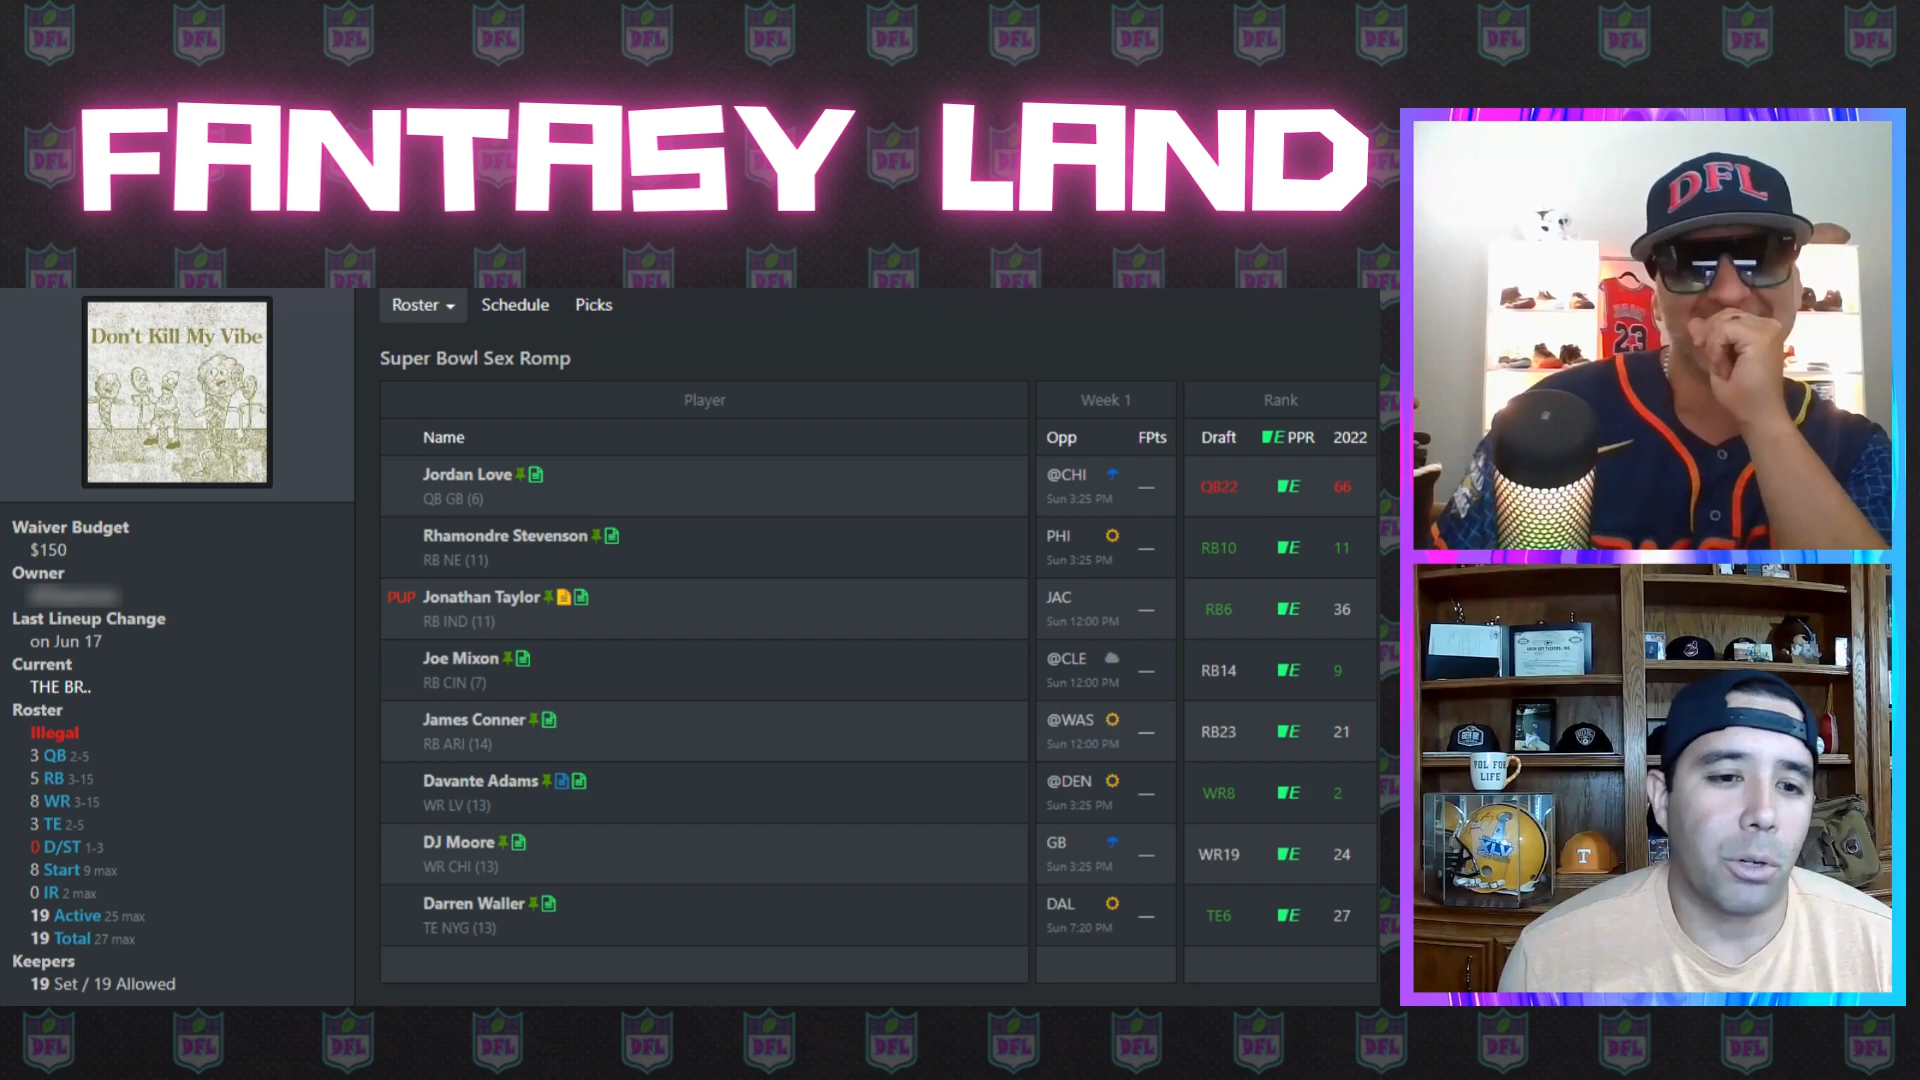 FANTASY LAND
Don't Kill My Vibe
Waiver Budget
$150
Owner
Last Lineup Change
on Jun 17
Current
THE BR..
Roster
Illegal
3 QB 2-5
5 RB 3-15
8 WR 3-15
3 TE 2-5
0 D/ST 1-3
8 Start 9 max
0 IR 2 max
19 Active 25 max
19 Total 27 max
Keepers
19 Set / 19 Allowed
Roster Schedule Picks
Super Bowl Sex Romp
Player Week 1 Rank
Name Opp FPts Draft E PPR 2022
Jordan Love @CHI — QB22 E 66
QB GB (6) Sun 3:25 PM
Rhamondre Stevenson PHI — RB10 E 11
RB NE (11) Sun 3:25 PM
PUP Jonathan Taylor JAC — RB6 E 36
RB IND (11) Sun 12:00 PM
Joe Mixon @CLE — RB14 E 9
RB CIN (7) Sun 12:00 PM
James Conner @WAS — RB23 E 21
RB ARI (14) Sun 12:00 PM
Davante Adams @DEN — WR8 E 2
WR LV (13) Sun 3:25 PM
DJ Moore GB — WR19 E 24
WR CHI (13) Sun 3:25 PM
Darren Waller DAL — TE6 E 27
TE NYG (13) Sun 7:20 PM
DFL
23
VOL FOR
LIFE
XLV
T
DFL